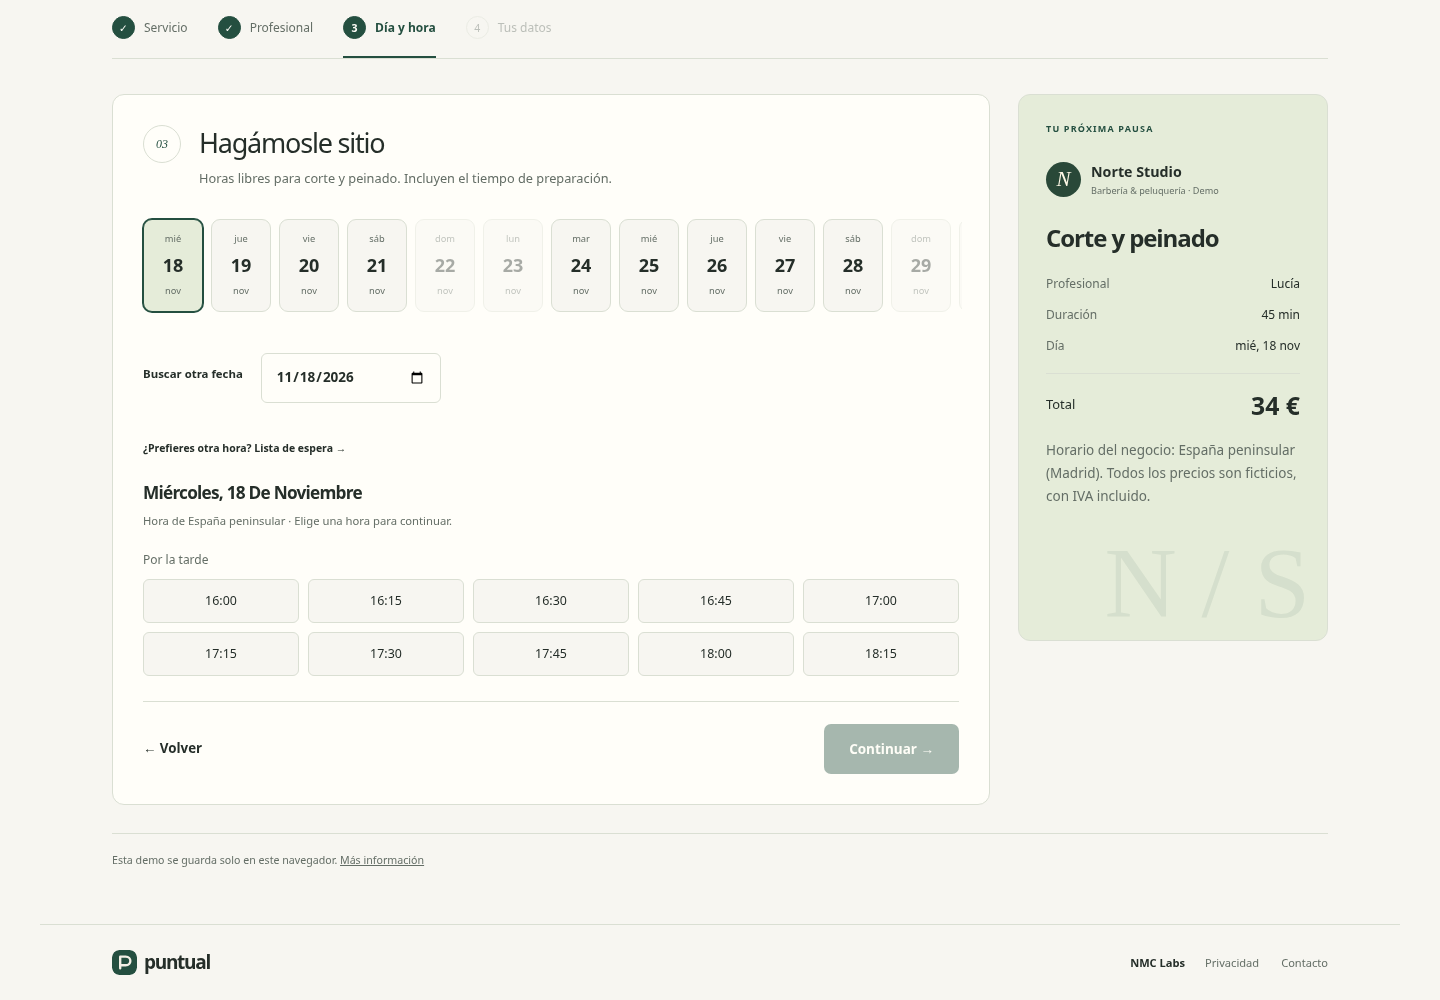 ✓ Servicio ✓ Profesional 3 Día y hora 4 Tus datos
03 Hagámosle sitio
Horas libres para corte y peinado. Incluyen el tiempo de preparación.
mié jue vie sáb dom lun mar mié jue vie sáb dom
18 19 20 21 22 23 24 25 26 27 28 29
nov nov nov nov nov nov nov nov nov nov nov nov
Buscar otra fecha 11/18/2026
¿Prefieres otra hora? Lista de espera →
Miércoles, 18 De Noviembre
Hora de España peninsular · Elige una hora para continuar.
Por la tarde
16:00 16:15 16:30 16:45 17:00
17:15 17:30 17:45 18:00 18:15
← Volver Continuar →
TU PRÓXIMA PAUSA
N Norte Studio
Barbería & peluquería · Demo
Corte y peinado
Profesional Lucía
Duración 45 min
Día mié, 18 nov
Total 34 €
Horario del negocio: España peninsular
(Madrid). Todos los precios son ficticios,
con IVA incluido.
N / S
Esta demo se guarda solo en este navegador. Más información
puntual
NMC Labs Privacidad Contacto